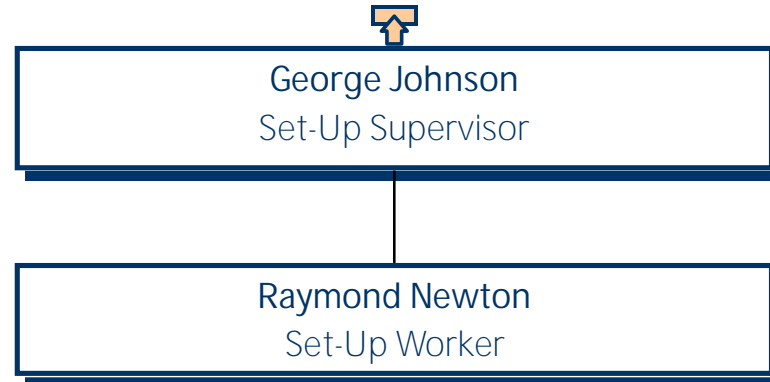 George Johnson
Set-Up Supervisor
Raymond Newton
Set-Up Worker